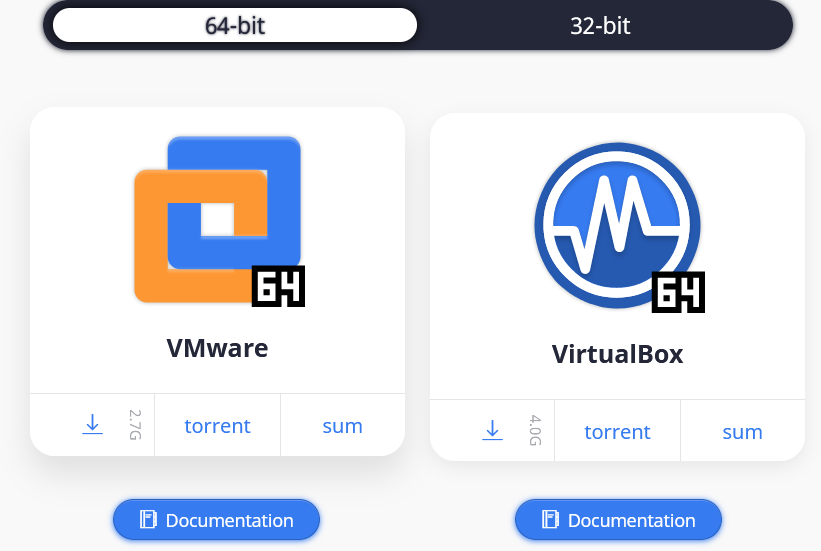 64-bit 32-bit
64 64
VMware
VirtualBox
2.7G torrent sum
4.0G torrent sum
Documentation Documentation